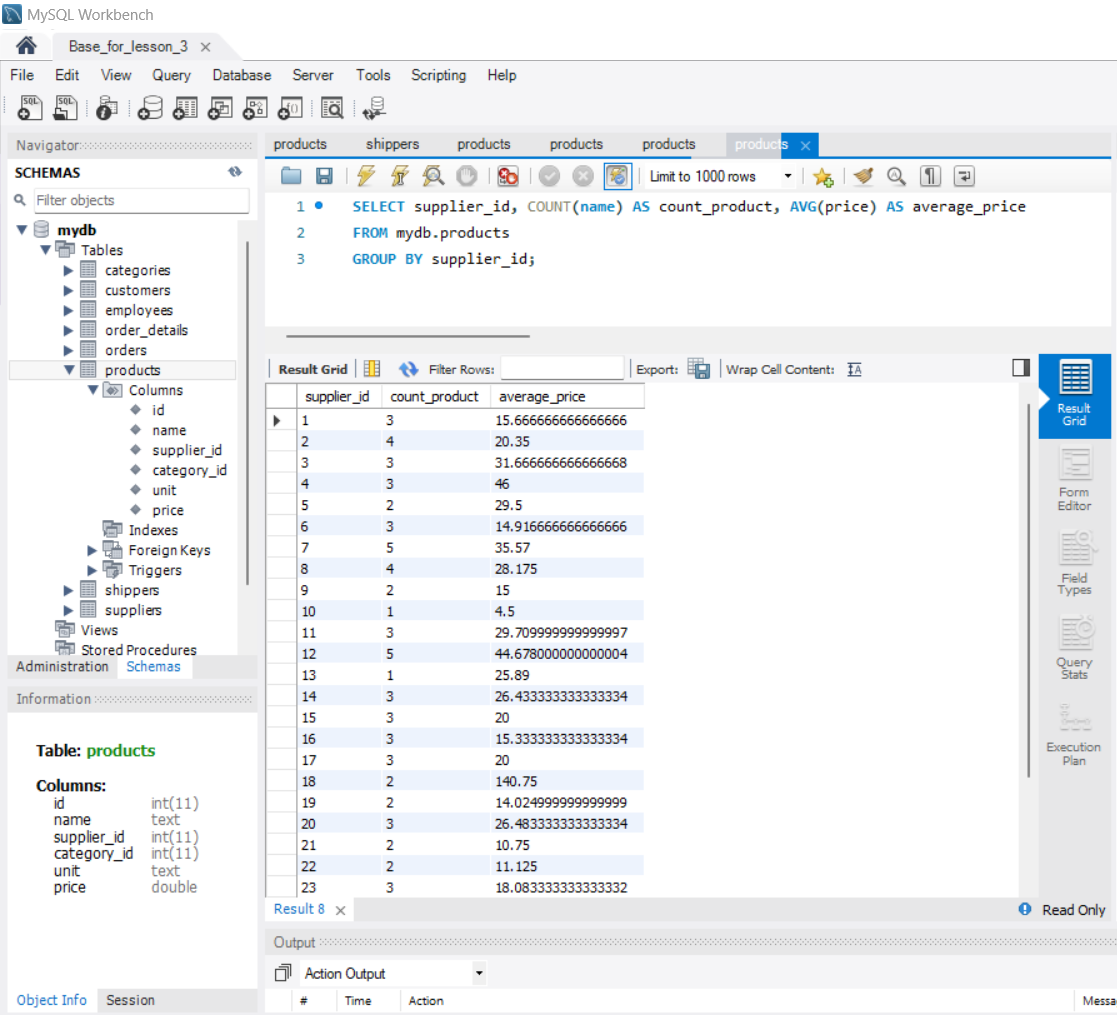 MySQL Workbench
Base_for_lesson_3
File Edit View Query Database Server Tools Scripting Help
Navigator
SCHEMAS
Filter objects
mydb
Tables
categories
customers
employees
order_details
orders
products
Columns
id
name
supplier_id
category_id
unit
price
Indexes
Foreign Keys
Triggers
shippers
suppliers
Views
Stored Procedures
Administration Schemas
Information
Table: products
Columns:
id int(11)
name text
supplier_id int(11)
category_id int(11)
unit text
price double
Object Info Session
products shippers products products products products
Limit to 1000 rows
1 SELECT supplier_id, COUNT(name) AS count_product, AVG(price) AS average_price
2 FROM mydb.products
3 GROUP BY supplier_id;
Result Grid Filter Rows: Export: Wrap Cell Content:
supplier_id count_product average_price
1 3 15.666666666666666
2 4 20.35
3 3 31.666666666666668
4 3 46
5 2 29.5
6 3 14.916666666666666
7 5 35.57
8 4 28.175
9 2 15
10 1 4.5
11 3 29.709999999999997
12 5 44.678000000000004
13 1 25.89
14 3 26.433333333333334
15 3 20
16 3 15.333333333333334
17 3 20
18 2 140.75
19 2 14.024999999999999
20 3 26.483333333333334
21 2 10.75
22 2 11.125
23 3 18.083333333333332
Result
Grid
Form
Editor
Field
Types
Query
Stats
Execution
Plan
Result 8 Read Only
Output
Action Output
# Time Action Messa